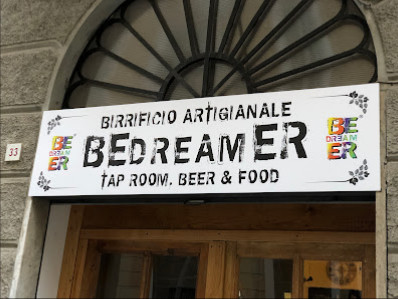 BIRRIFICIO ARTIGIANALE
BEDREAMER
TAP ROOM, BEER & FOOD
BE
DREAM
ER
BE
DREAM
ER
33